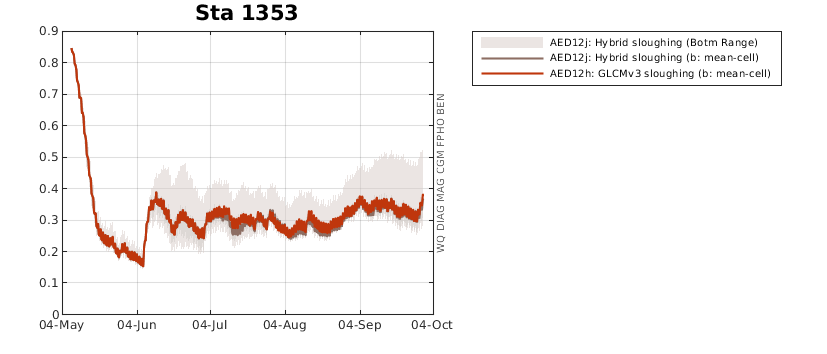 Sta 1353
0.9
0.8
0.7
0.6
0.5
0.4
0.3
0.2
0.1
0
04-May 04-Jun 04-Jul 04-Aug 04-Sep 04-Oct
WQ DIAG MAG CGM FPHO BEN
AED12j: Hybrid sloughing (Botm Range)
AED12j: Hybrid sloughing (b: mean-cell)
AED12h: GLCMv3 sloughing (b: mean-cell)